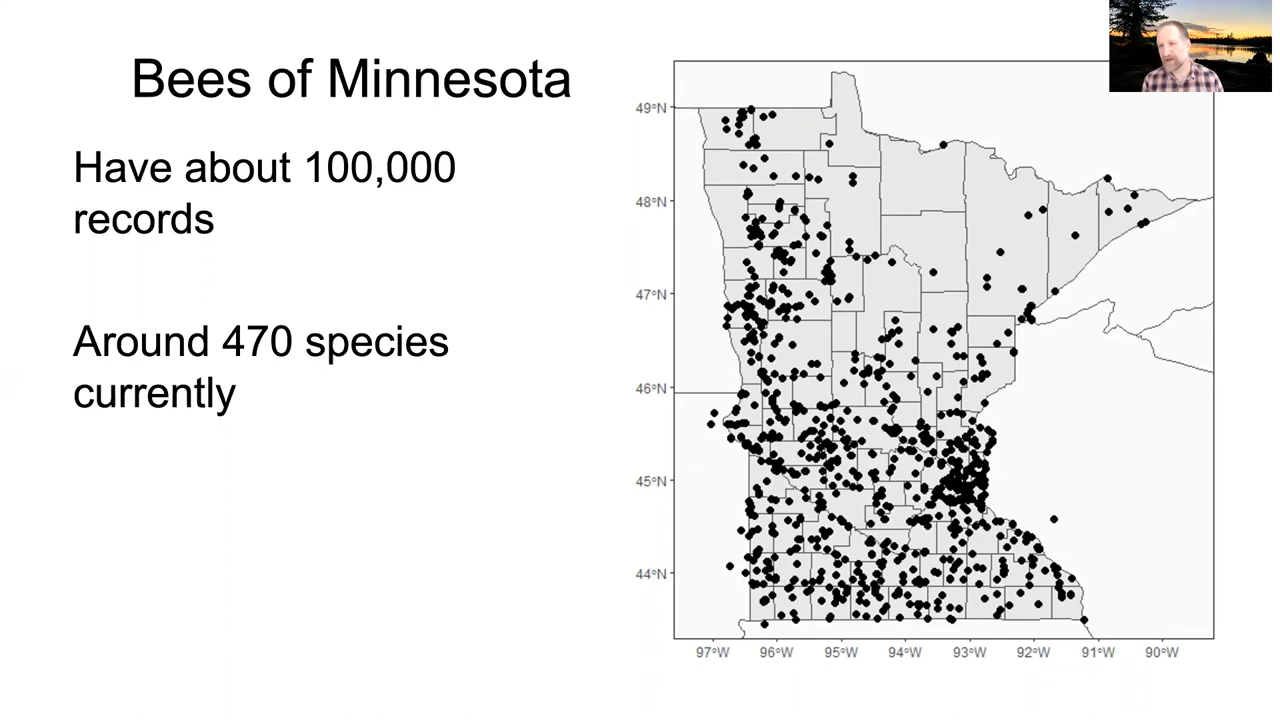 Bees of Minnesota
Have about 100,000
records
Around 470 species
currently
49°N
48°N
47°N
46°N
45°N
44°N
97°W 96°W 95°W 94°W 93°W 92°W 91°W 90°W